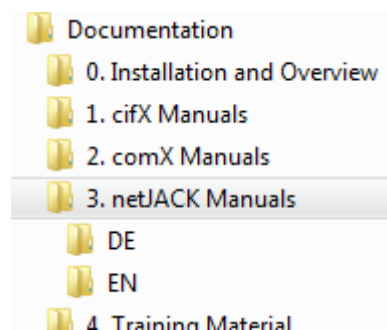 Documentation
0. Installation and Overview
1. cifX Manuals
2. comX Manuals
3. netJACK Manuals
DE
EN
4. Training Material